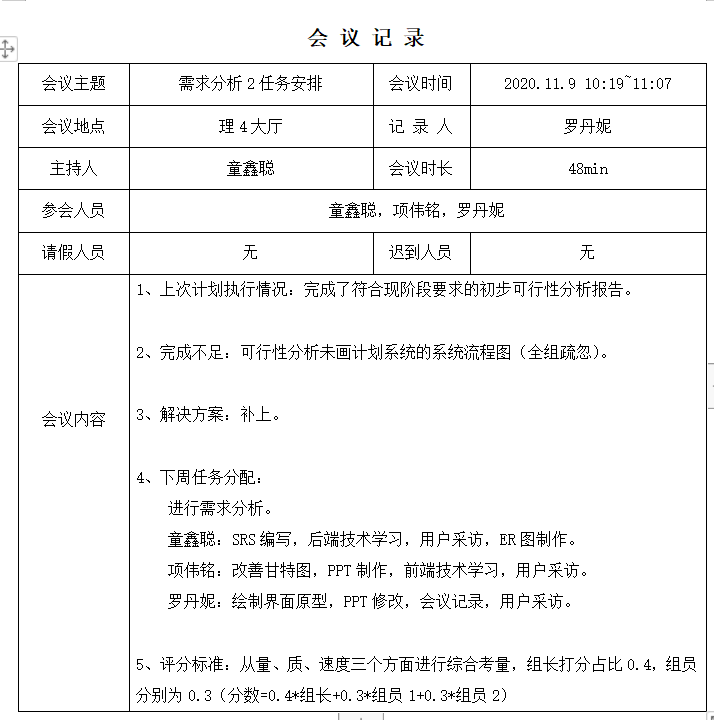 会 议 记 录
会议主题 需求分析2任务安排 会议时间 2020.11.9 10:19~11:07
会议地点 理4大厅 记 录 人 罗丹妮
主持人 童鑫聪 会议时长 48min
参会人员 童鑫聪，项伟铭，罗丹妮
请假人员 无 迟到人员 无
会议内容
1、上次计划执行情况：完成了符合现阶段要求的初步可行性分析报告。
2、完成不足：可行性分析未画计划系统的系统流程图（全组疏忽）。
3、解决方案：补上。
4、下周任务分配：
进行需求分析。
童鑫聪：SRS编写，后端技术学习，用户采访，ER图制作。
项伟铭：改善甘特图，PPT制作，前端技术学习，用户采访。
罗丹妮：绘制界面原型，PPT修改，会议记录，用户采访。
5、评分标准：从量、质、速度三个方面进行综合考量，组长打分占比0.4，组员
分别为0.3（分数=0.4*组长+0.3*组员1+0.3*组员2）